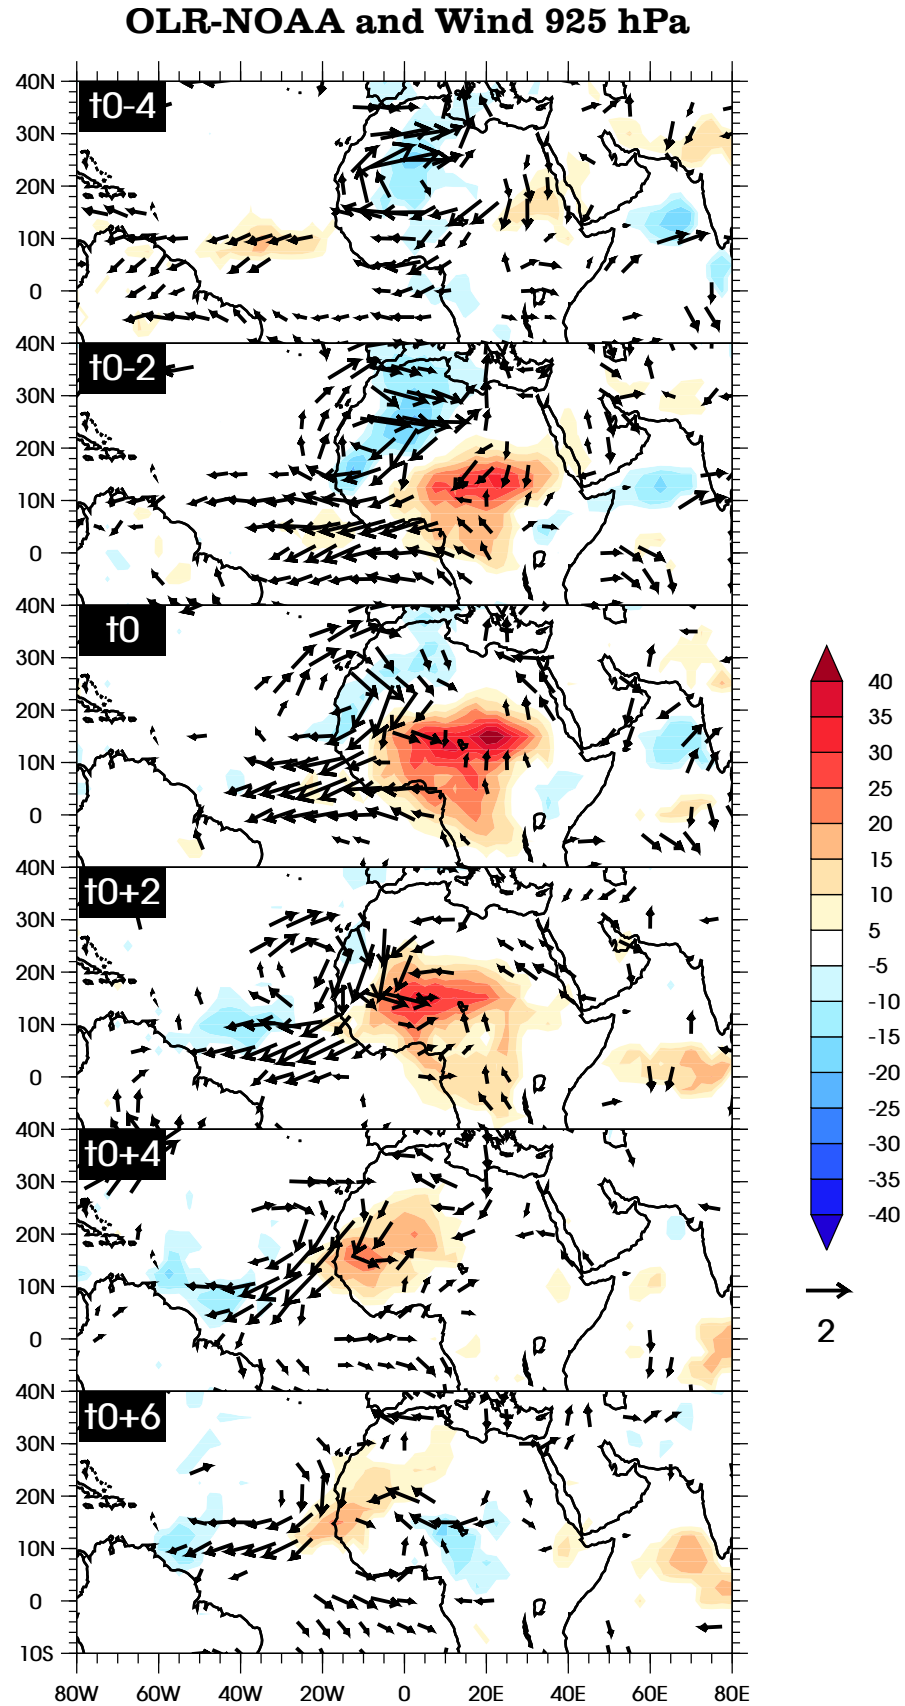 OLR-NOAA and Wind 925 hPa
t0-4
40N
30N
20N
10N
0
t0-2
40N
30N
20N
10N
0
t0
40N
30N
20N
10N
0
t0+2
40N
30N
20N
10N
0
t0+4
40N
30N
20N
10N
0
t0+6
40N
30N
20N
10N
0
10S
80W 60W 40W 20W 0 20E 40E 60E 80E
40
35
30
25
20
15
10
5
-5
-10
-15
-20
-25
-30
-35
-40
2